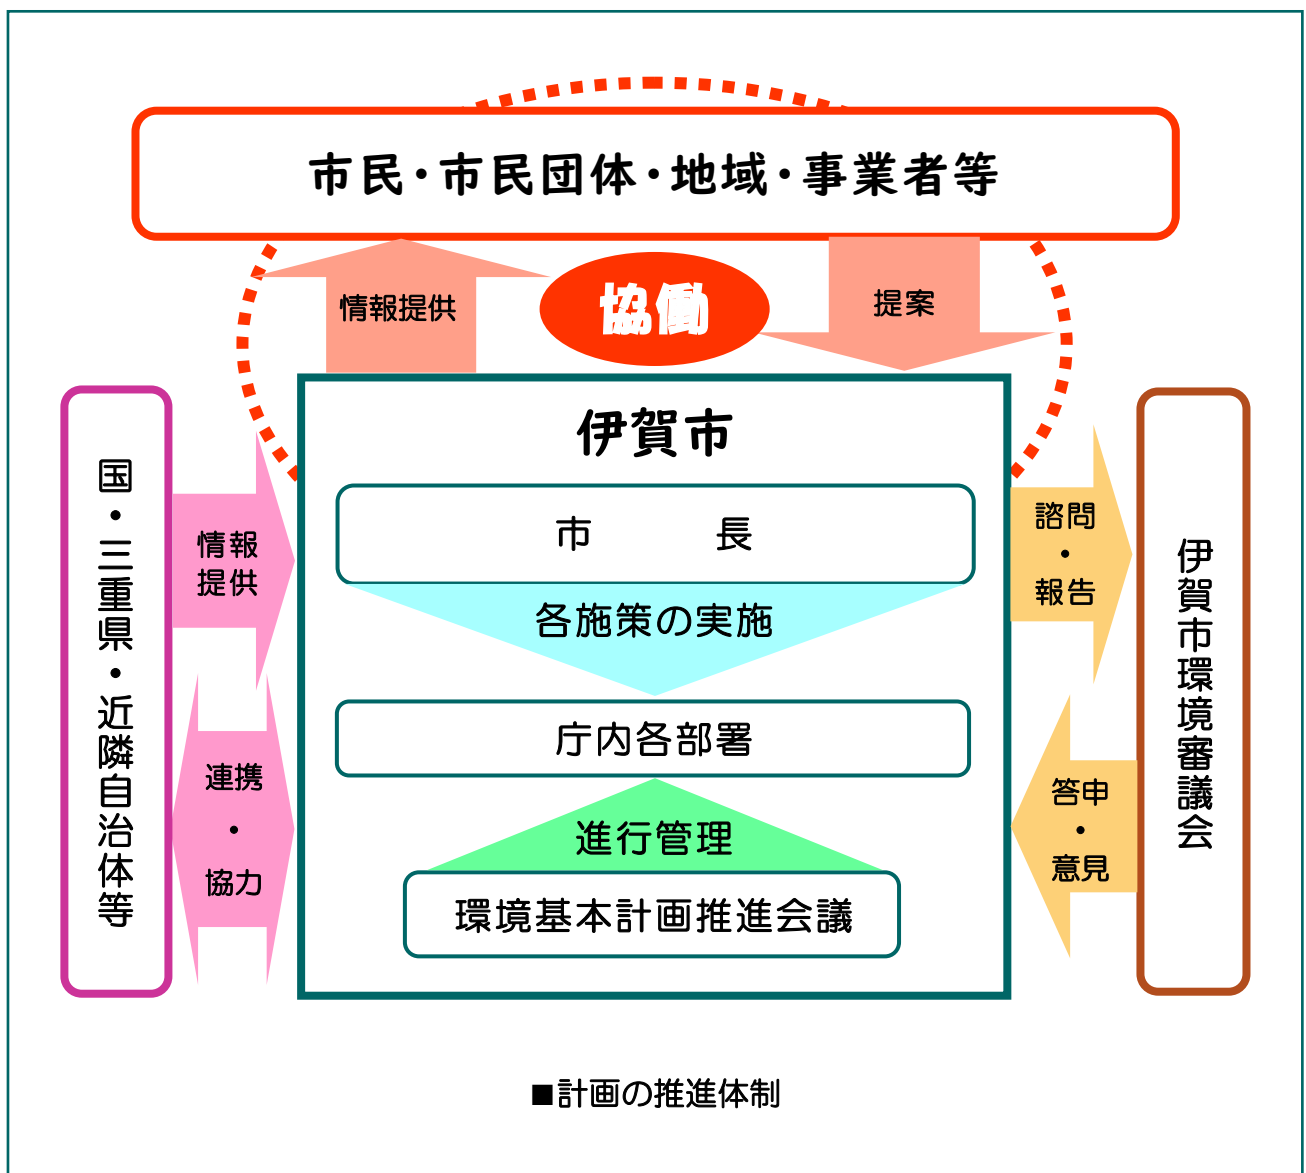 市民・市民団体・地域・事業者等
情報提供
協働
提案
伊賀市
市　　　長
各施策の実施
庁内各部署
進行管理
環境基本計画推進会議
国・三重県・近隣自治体等
情報
提供
連携
・
協力
諮問
・
報告
答申
・
意見
伊賀市環境審議会
■計画の推進体制